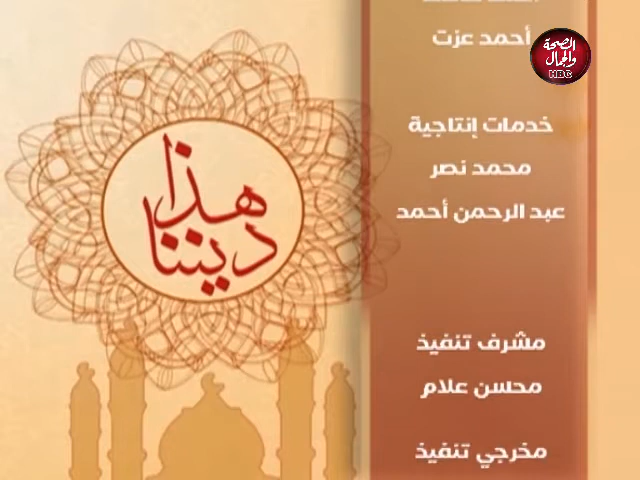 أحمد عزت
الصحة
والجمال
HBC
خدمات إنتاجية
محمد نصر
عبد الرحمن أحمد
هذا
ديننا
مشرف تنفيذ
محسن علام
مخرجي تنفيذ